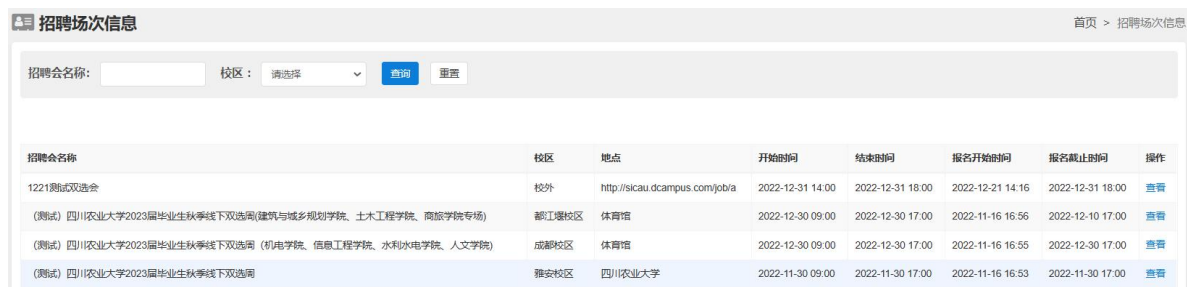 招聘场次信息 首页 > 招聘场次信息
招聘会名称: 校区： 请选择 查询 重置
招聘会名称 校区 地点 开始时间 结束时间 报名开始时间 报名截止时间 操作
1221测试双选会 校外 http://sicau.dcampus.com/job/a 2022-12-31 14:00 2022-12-31 18:00 2022-12-21 14:16 2022-12-31 18:00 查看
（测试）四川农业大学2023届毕业生秋季线下双选周(建筑与城乡规划学院、土木工程学院、商旅学院专场) 都江堰校区 体育馆 2022-12-30 09:00 2022-12-30 17:00 2022-11-16 16:56 2022-12-10 17:00 查看
（测试）四川农业大学2023届毕业生秋季线下双选周（机电学院、信息工程学院、水利水电学院、人文学院) 成都校区 体育馆 2022-12-30 09:00 2022-12-30 17:00 2022-11-16 16:55 2022-12-30 17:00 查看
（测试）四川农业大学2023届毕业生秋季线下双选周 雅安校区 四川农业大学 2022-11-30 09:00 2022-11-30 17:00 2022-11-16 16:53 2022-11-30 17:00 查看